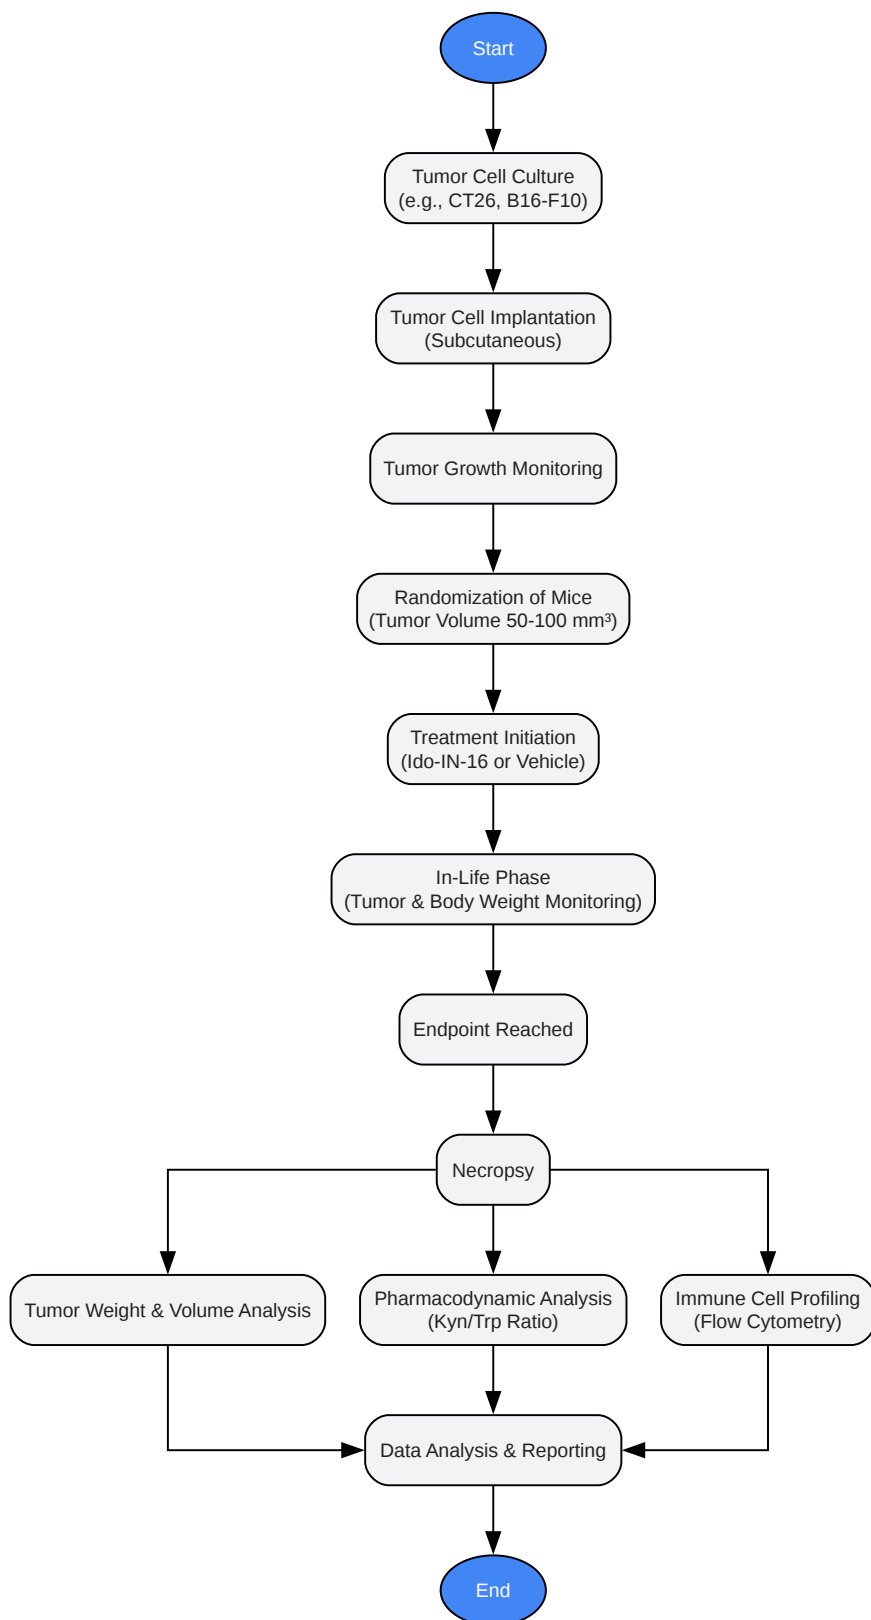 Start
Tumor Cell Culture
(e.g., CT26, B16-F10)
Tumor Cell Implantation
(Subcutaneous)
Tumor Growth Monitoring
Randomization of Mice
(Tumor Volume 50-100 mm³)
Treatment Initiation
(Ido-IN-16 or Vehicle)
In-Life Phase
(Tumor & Body Weight Monitoring)
Endpoint Reached
Necropsy
Tumor Weight & Volume Analysis
Pharmacodynamic Analysis
(Kyn/Trp Ratio)
Immune Cell Profiling
(Flow Cytometry)
Data Analysis & Reporting
End